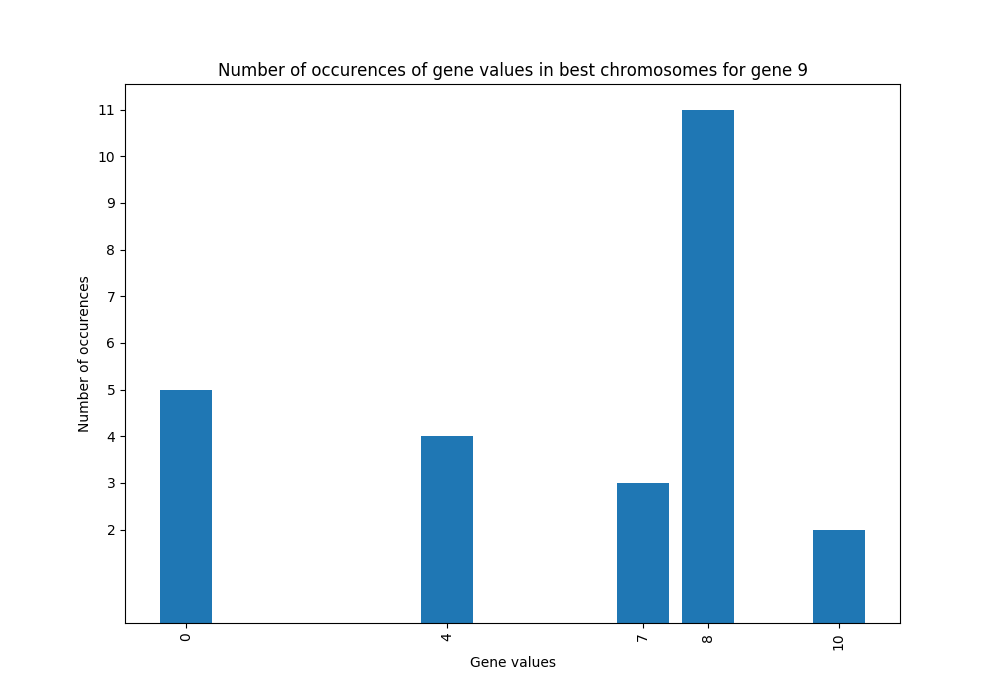 Number of occurences of gene values in best chromosomes for gene 9
11
10
9
8
7
6
5
4
3
2
Number of occurences
0 4 7 8 10
Gene values